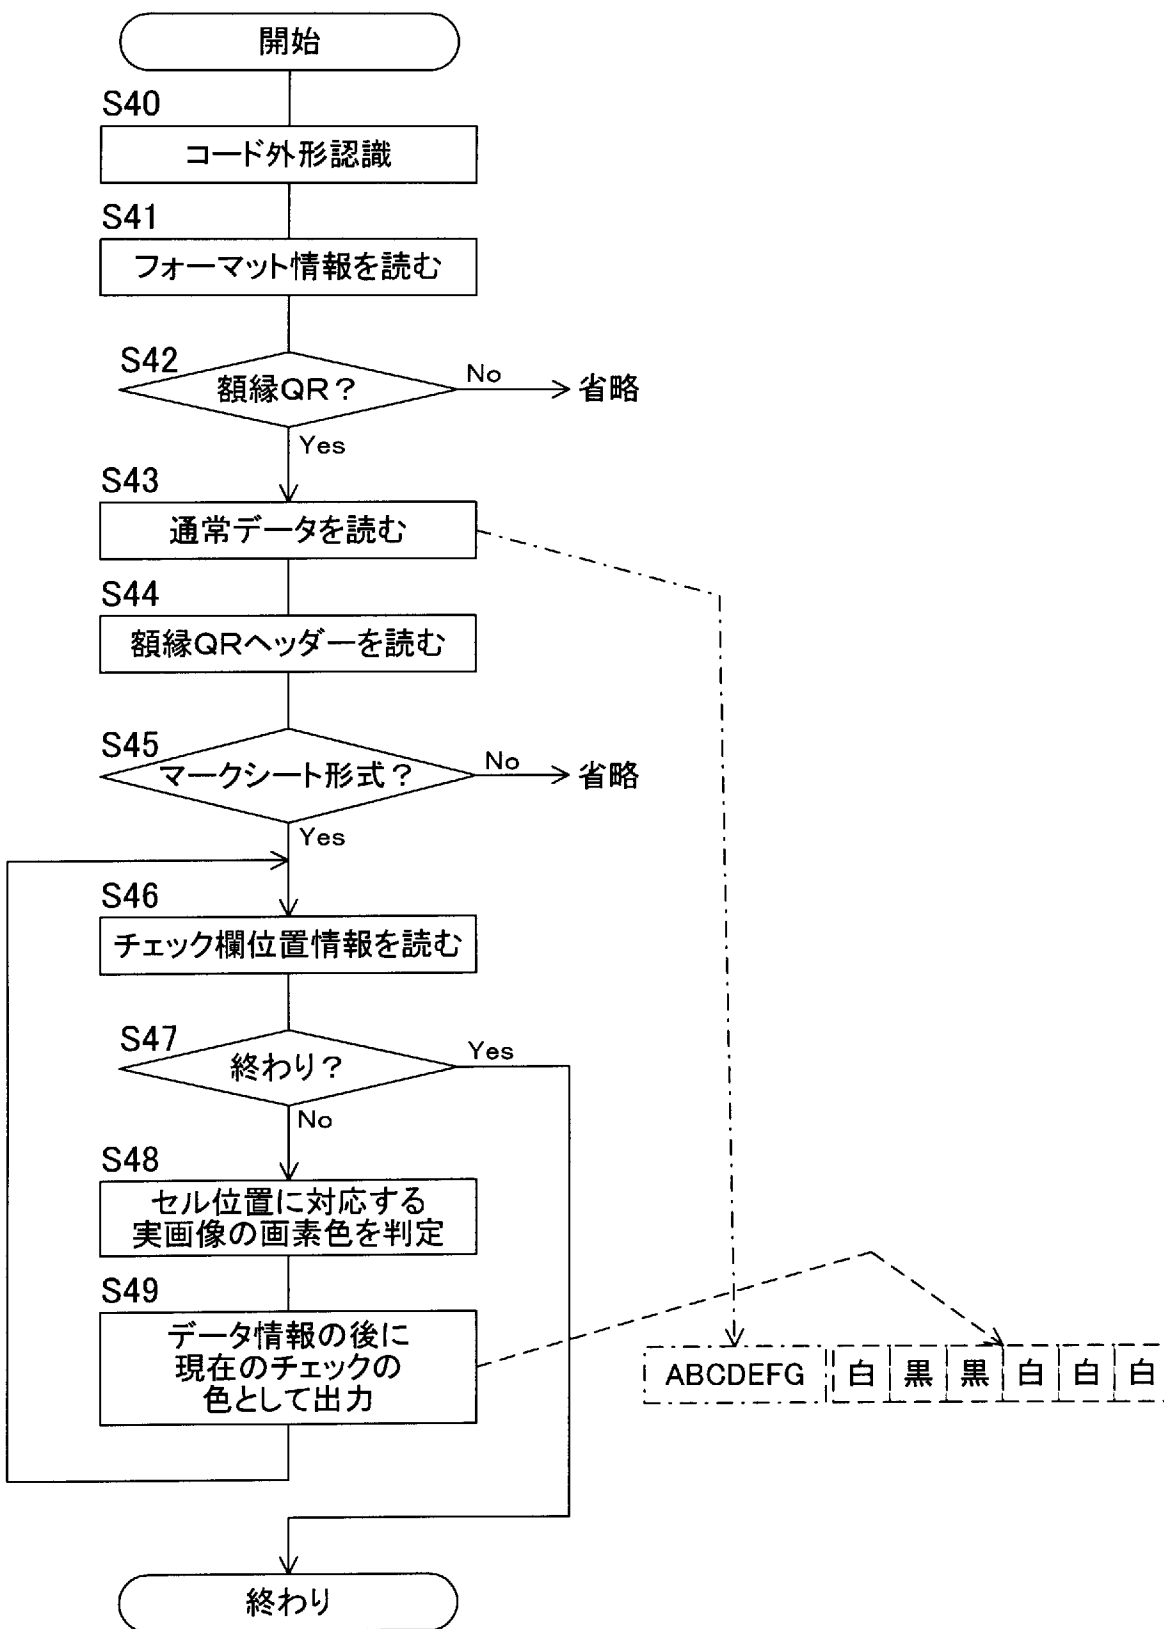 開始
S40
コード外形認識
S41
フォーマット情報を読む
S42
額縁QR?
No
省略
Yes
S43
通常データを読む
S44
額縁QRヘッダーを読む
S45
マークシート形式?
No
省略
Yes
S46
チェック欄位置情報を読む
S47
終わり?
Yes
No
S48
セル位置に対応する
実画像の画素色を判定
S49
データ情報の後に
現在のチェックの
色として出力
ABCDEFG 白 黒 黒 白 白 白
終わり